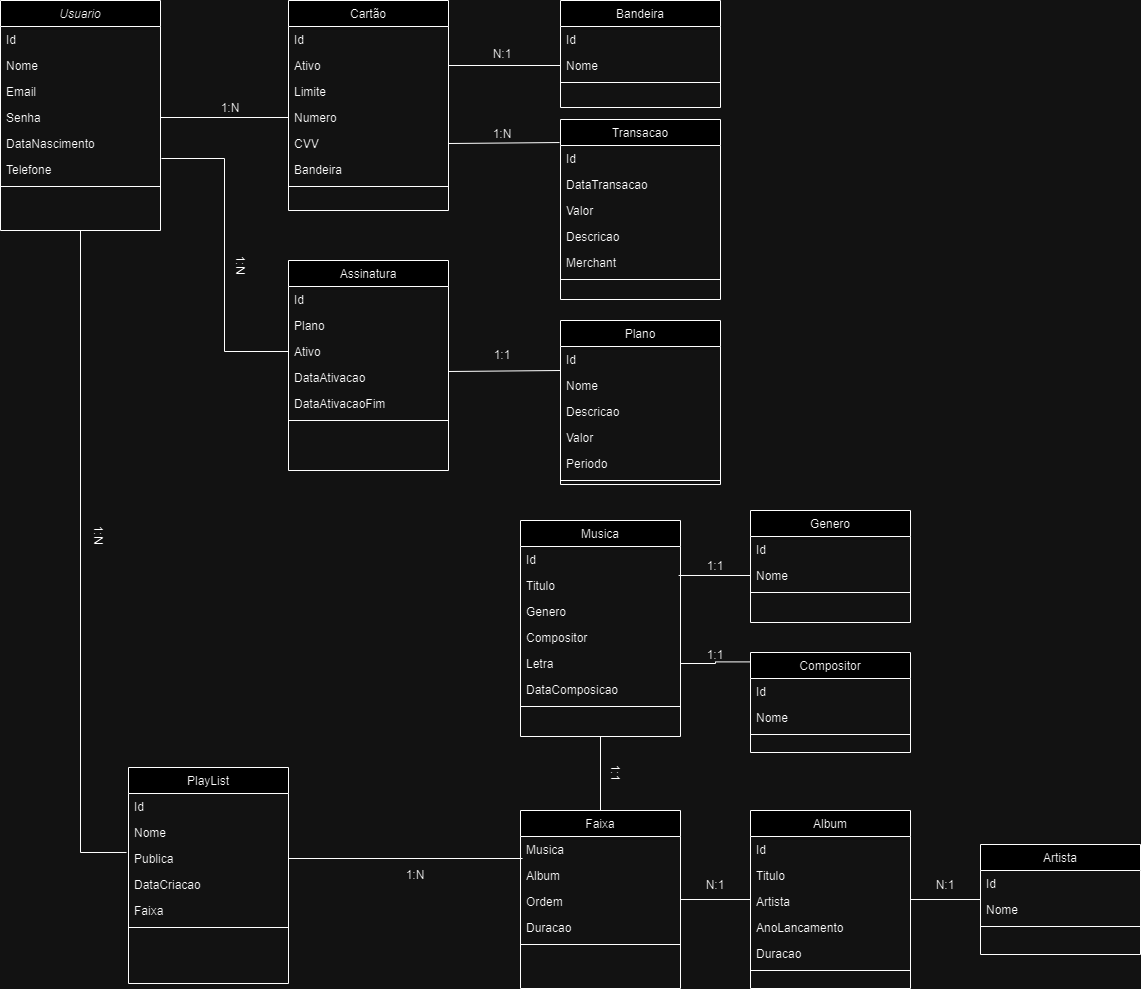 Usuario
Id
Nome
Email
Senha
DataNascimento
Telefone
1:N
Cartão
Id
Ativo
Limite
Numero
CVV
Bandeira
N:1
Bandeira
Id
Nome
1:N
Transacao
Id
DataTransacao
Valor
Descricao
Merchant
1:N
Assinatura
Id
Plano
Ativo
DataAtivacao
DataAtivacaoFim
1:1
Plano
Id
Nome
Descricao
Valor
Periodo
1:N
Musica
Id
Titulo
Genero
Compositor
Letra
DataComposicao
1:1
Genero
Id
Nome
1:1
Compositor
Id
Nome
1:1
PlayList
Id
Nome
Publica
DataCriacao
Faixa
1:N
Faixa
Musica
Album
Ordem
Duracao
N:1
Album
Id
Titulo
Artista
AnoLancamento
Duracao
N:1
Artista
Id
Nome